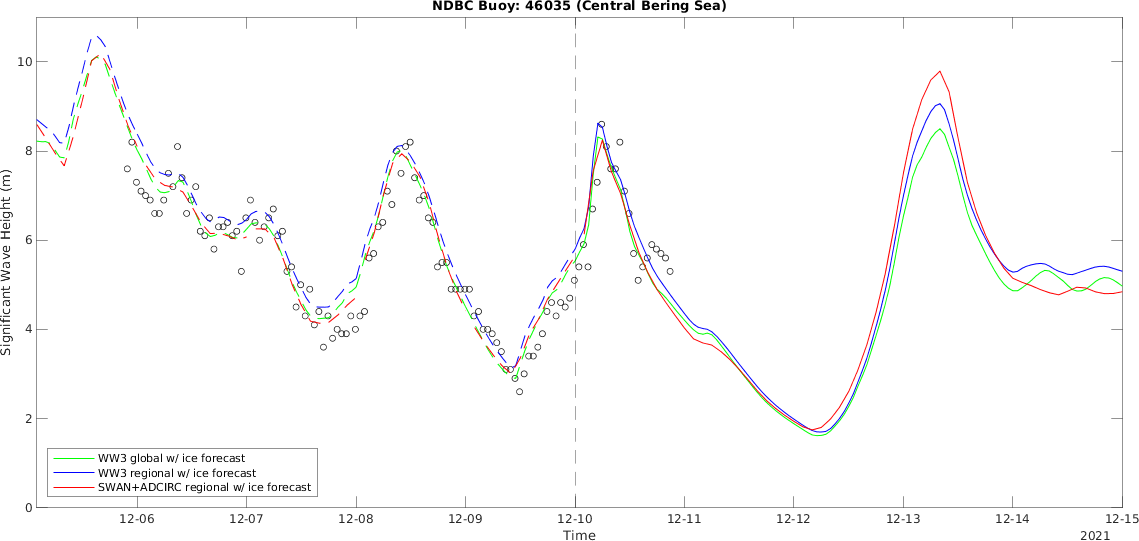 NDBC Buoy: 46035 (Central Bering Sea)
Significant Wave Height (m)
10
8
6
4
2
0
WW3 global w/ ice forecast
WW3 regional w/ ice forecast
SWAN+ADCIRC regional w/ ice forecast
12-06 12-07 12-08 12-09 12-10 12-11 12-12 12-13 12-14 12-15
Time
2021